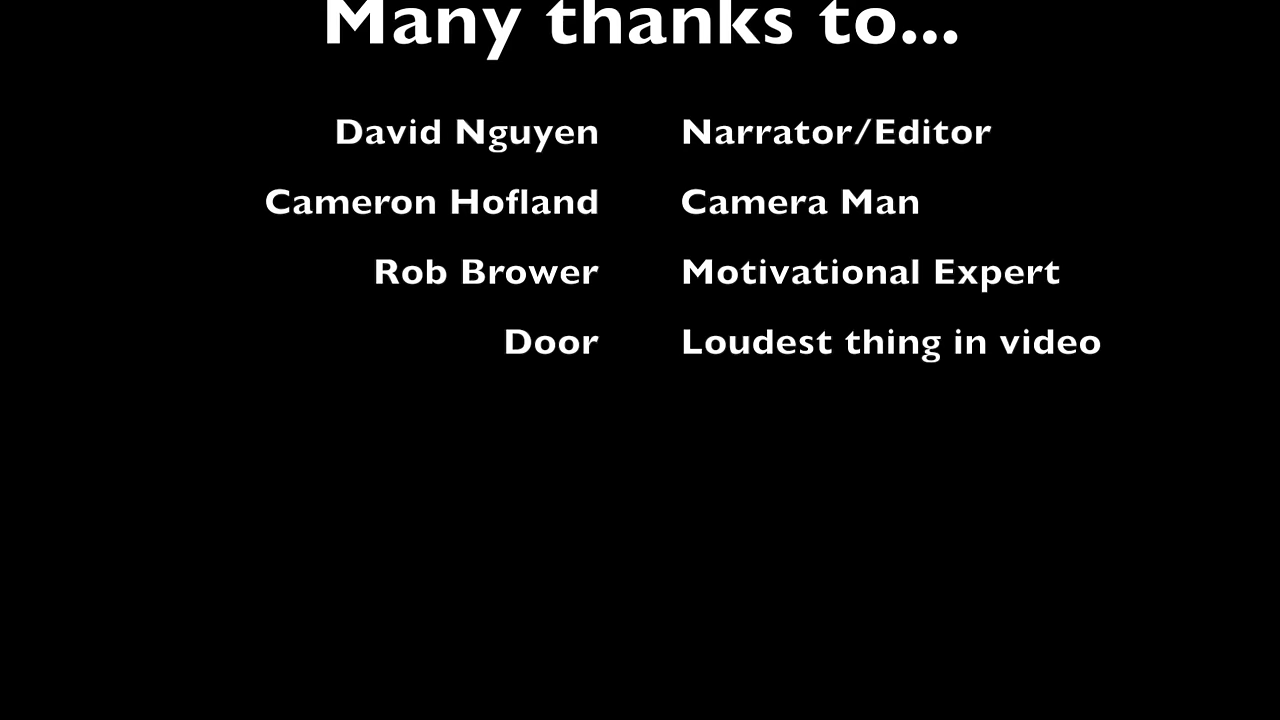 Many thanks to...
David Nguyen Narrator/Editor
Cameron Hofland Camera Man
Rob Brower Motivational Expert
Door Loudest thing in video